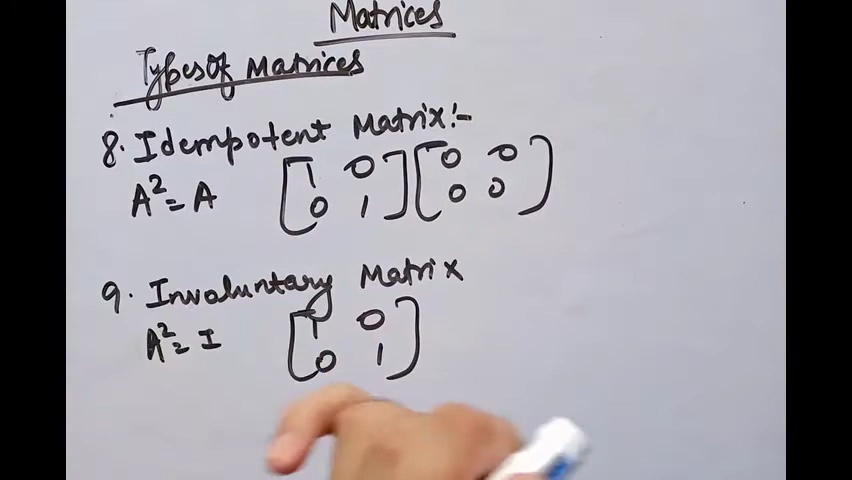 Matrices
Types of Matrices
8. Idempotent Matrix:-
A² = A [1 0 0 1] [0 0 0 0]
9. Involuntary Matrix
A² = I [1 0 0 1]